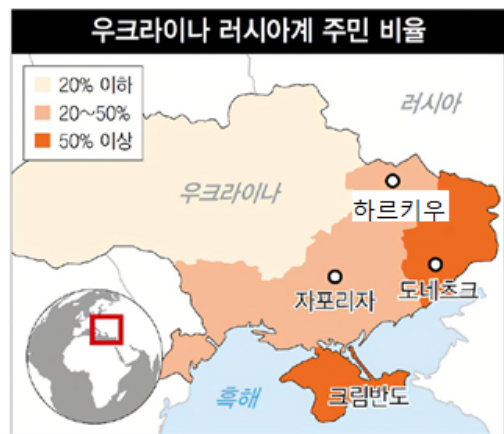 우크라이나 러시아계 주민 비율
20% 이하
20~50%
50% 이상
러시아
우크라이나
하르키우
자포리자
도네츠크
흑해
크림반도